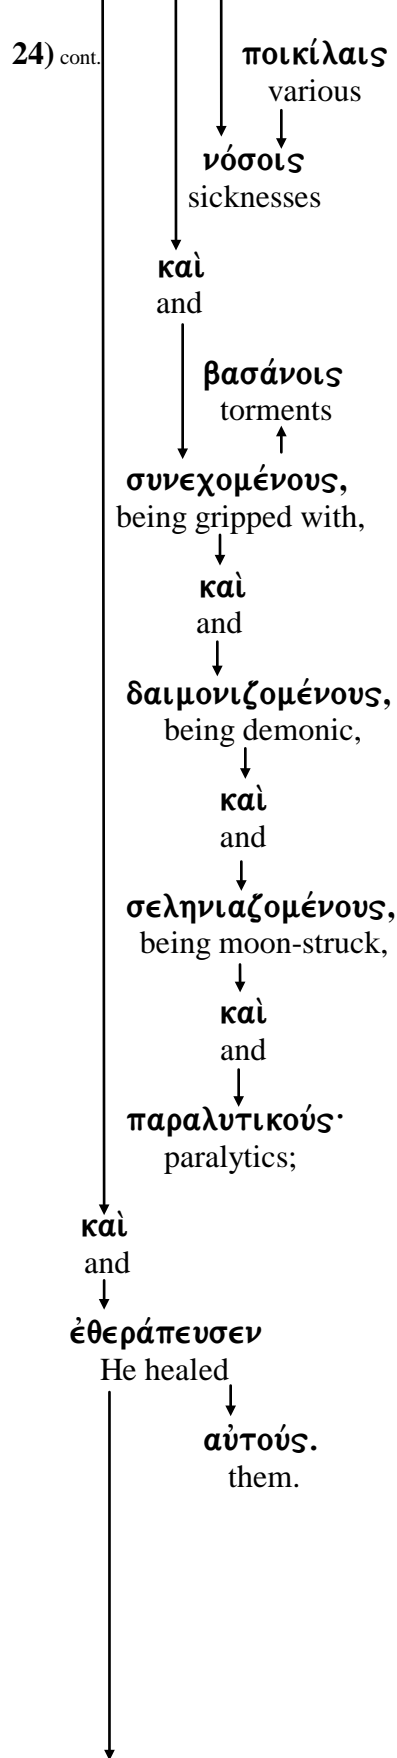 24) cont. ποικίλαις
various
νόσοις
sicknesses
καὶ
and
βασάνοις
torments
συνεχομένους,
being gripped with,
καὶ
and
δαιμονιζομένους,
being demonic,
καὶ
and
σεληνιαζομένους,
being moon-struck,
καὶ
and
παραλυτικούς·
paralytics;
καὶ
and
ἐθεράπευσεν
He healed
αὐτούς.
them.